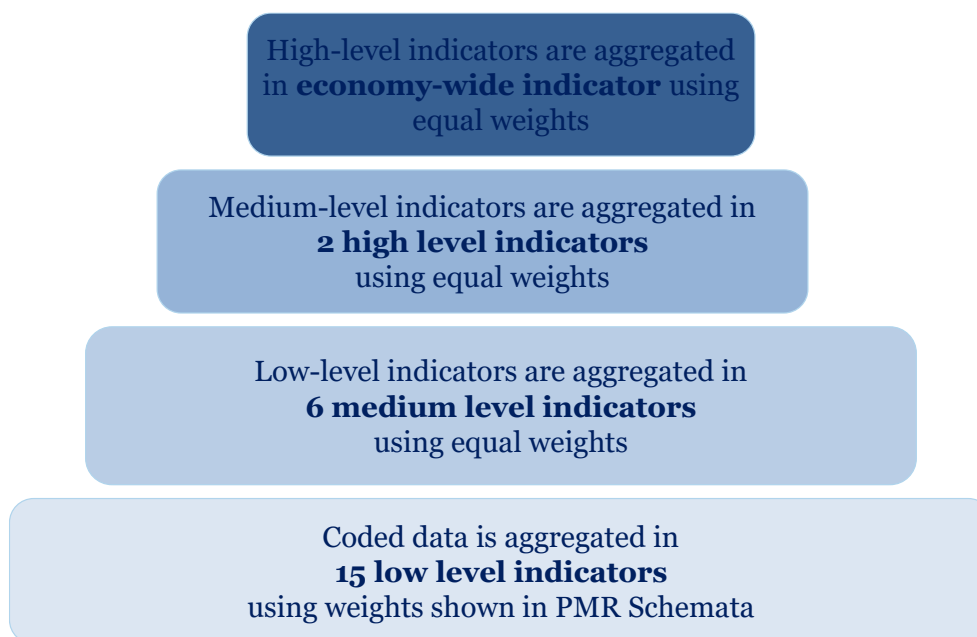 High-level indicators are aggregated
in economy-wide indicator using
equal weights
Medium-level indicators are aggregated in
2 high level indicators
using equal weights
Low-level indicators are aggregated in
6 medium level indicators
using equal weights
Coded data is aggregated in
15 low level indicators
using weights shown in PMR Schemata